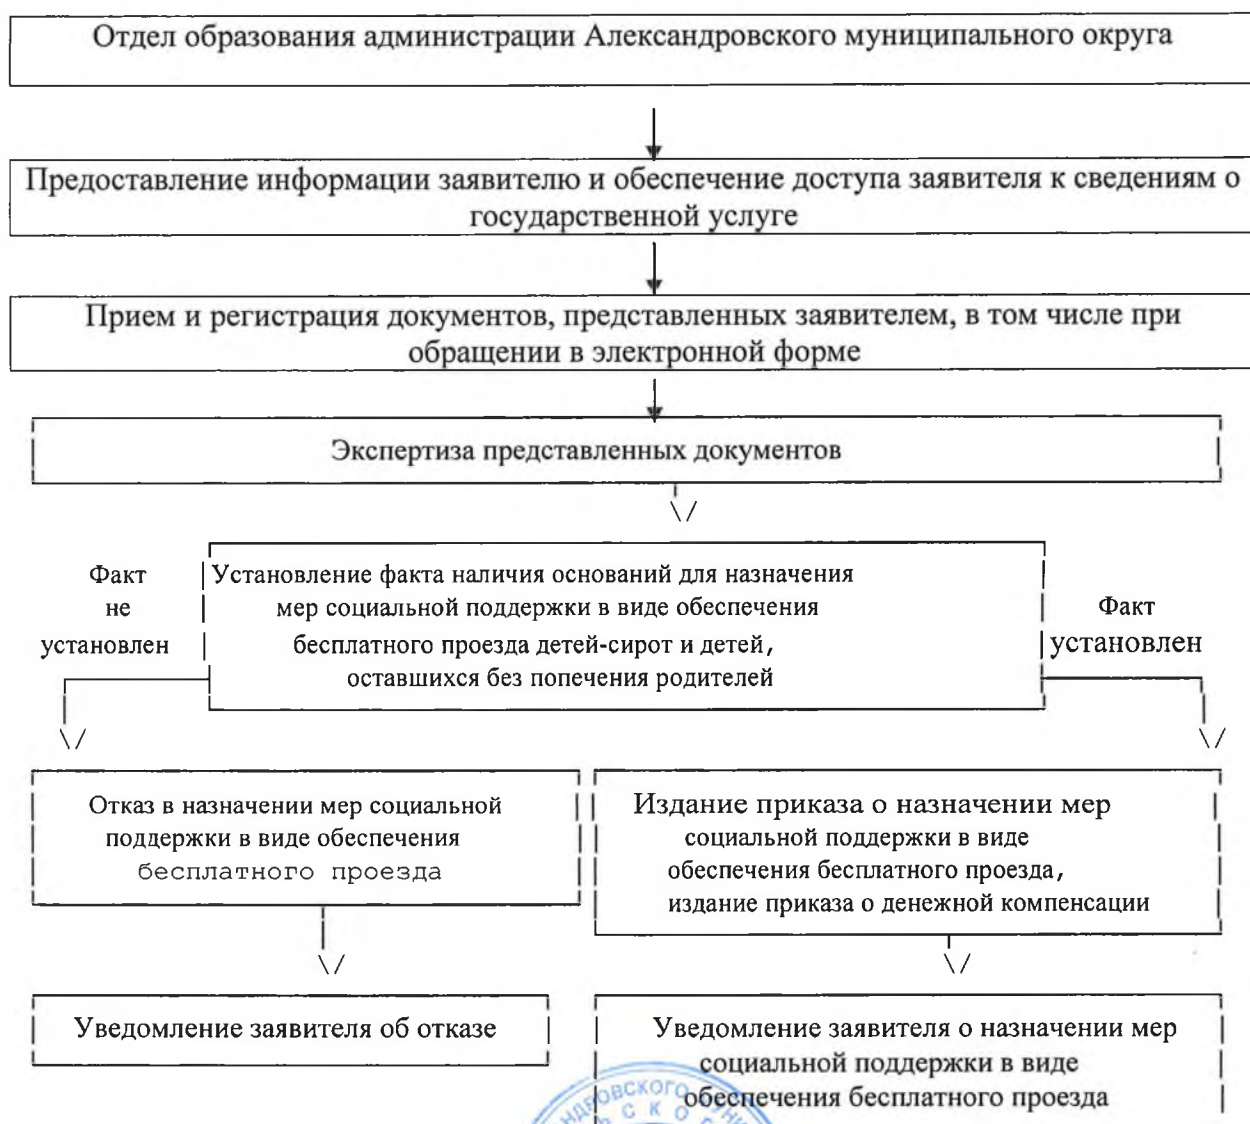 Отдел образования администрации Александровского муниципального округа
Предоставление информации заявителю и обеспечение доступа заявителя к сведениям о
государственной услуге
Прием и регистрация документов, представленных заявителем, в том числе при
обращении в электронной форме
Экспертиза представленных документов
Факт
не
установлен
Установление факта наличия оснований для назначения
мер социальной поддержки в виде обеспечения
бесплатного проезда детей-сирот и детей,
оставшихся без попечения родителей
Факт
установлен
Отказ в назначении мер социальной
поддержки в виде обеспечения
бесплатного проезда
Издание приказа о назначении мер
социальной поддержки в виде
обеспечения бесплатного проезда,
издание приказа о денежной компенсации
Уведомление заявителя об отказе
Уведомление заявителя о назначении мер
социальной поддержки в виде
обеспечения бесплатного проезда